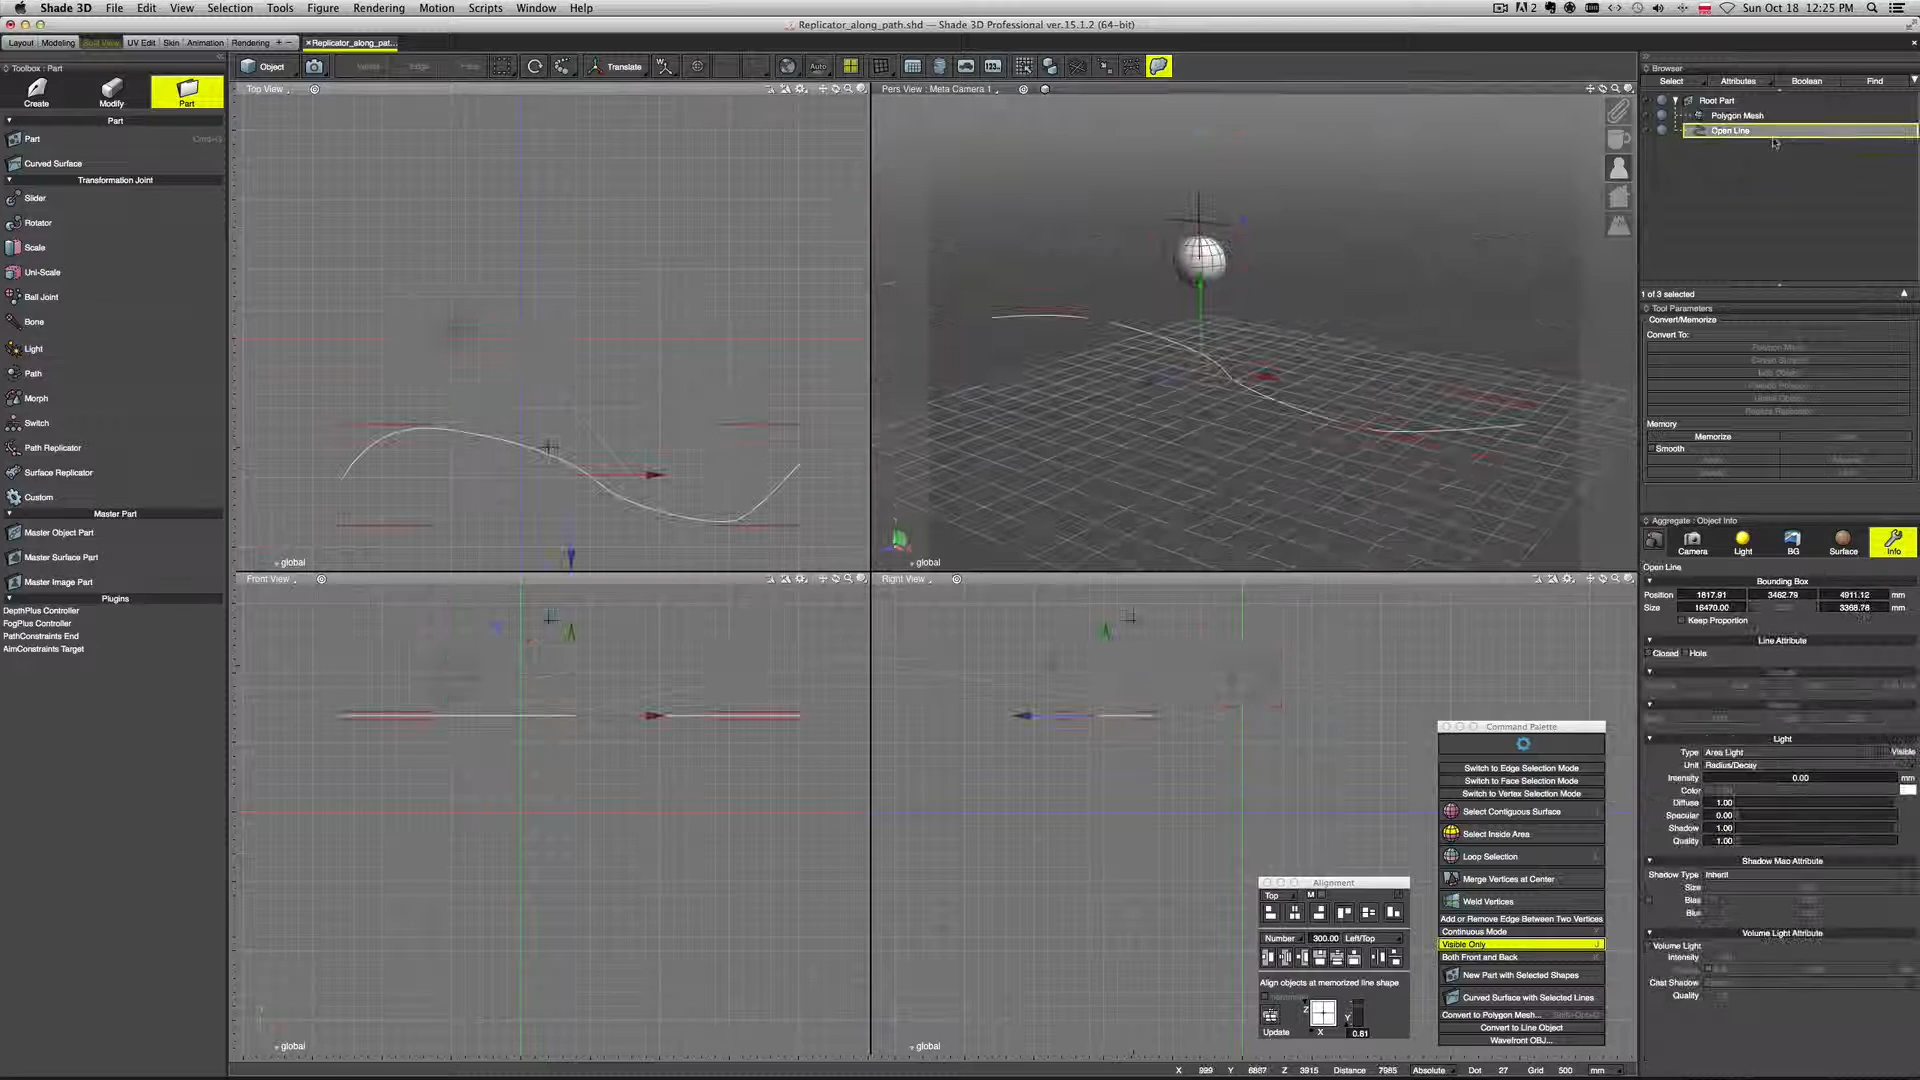 Shade 3D File Edit View Selection Tools Figure Rendering Motion Scripts Window Help
2 Sun Oct 18 12:25 PM
Replicator_along_path.shd — Shade 3D Professional ver.15.1.2 (64-bit)
Layout Modeling UV Edit Skin Animation Rendering + −
×Replicator_along_pat...
Toolbox : Part
Create Modify Part
Object Auto Translate 123..
Part
Part Cmd+G
Curved Surface
Transformation Joint
Slider
Rotator
Scale
Uni-Scale
Ball Joint
Bone
Light
Path
Morph
Switch
Path Replicator
Surface Replicator
Custom
Master Part
Master Object Part
Master Surface Part
Master Image Part
Plugins
DepthPlus Controller
FogPlus Controller
PathConstraints End
AimConstraints Target
Top View
global
Pers View : Meta Camera 1
global
Front View
global
Right View
global
Browser
Select Attributes Boolean Find
Root Part
Polygon Mesh
Open Line
1 of 3 selected
Tool Parameters
Convert/Memorize
Convert To:
Memory
Memorize
Smooth
Aggregate : Object Info
Camera Light BG Surface Info
Open Line
Bounding Box
Position 1817.91 3462.79 4911.12 mm
Size 16470.00 3368.78 mm
Keep Proportion
Line Attribute
Closed Hole
Light
Type Area Light Visible
Unit Radius/Decay
Intensity 0.00 mm
Color
Diffuse 1.00
Specular 0.00
Shadow 1.00
Quality 1.00
Shadow Map Attribute
Shadow Type Inherit
Size
Bias
Blur
Volume Light Attribute
Volume Light
Intensity
Cast Shadow
Quality
Command Palette
Switch to Edge Selection Mode
Switch to Face Selection Mode
Switch to Vertex Selection Mode
Select Contiguous Surface
Select Inside Area
Loop Selection
Merge Vertices at Center
Weld Vertices
Add or Remove Edge Between Two Vertices
Continuous Mode
Visible Only
Both Front and Back
New Part with Selected Shapes
Curved Surface with Selected Lines
Convert to Polygon Mesh...
Convert to Line Object
Wavefront OBJ...
Alignment
Top M
Number 300.00 Left/Top
Align objects at memorized line shape
Z Y
Update X 0.81
X 999 Y 6887 Z 3915 Distance 7985 Absolute Dot 27 Grid 500 mm